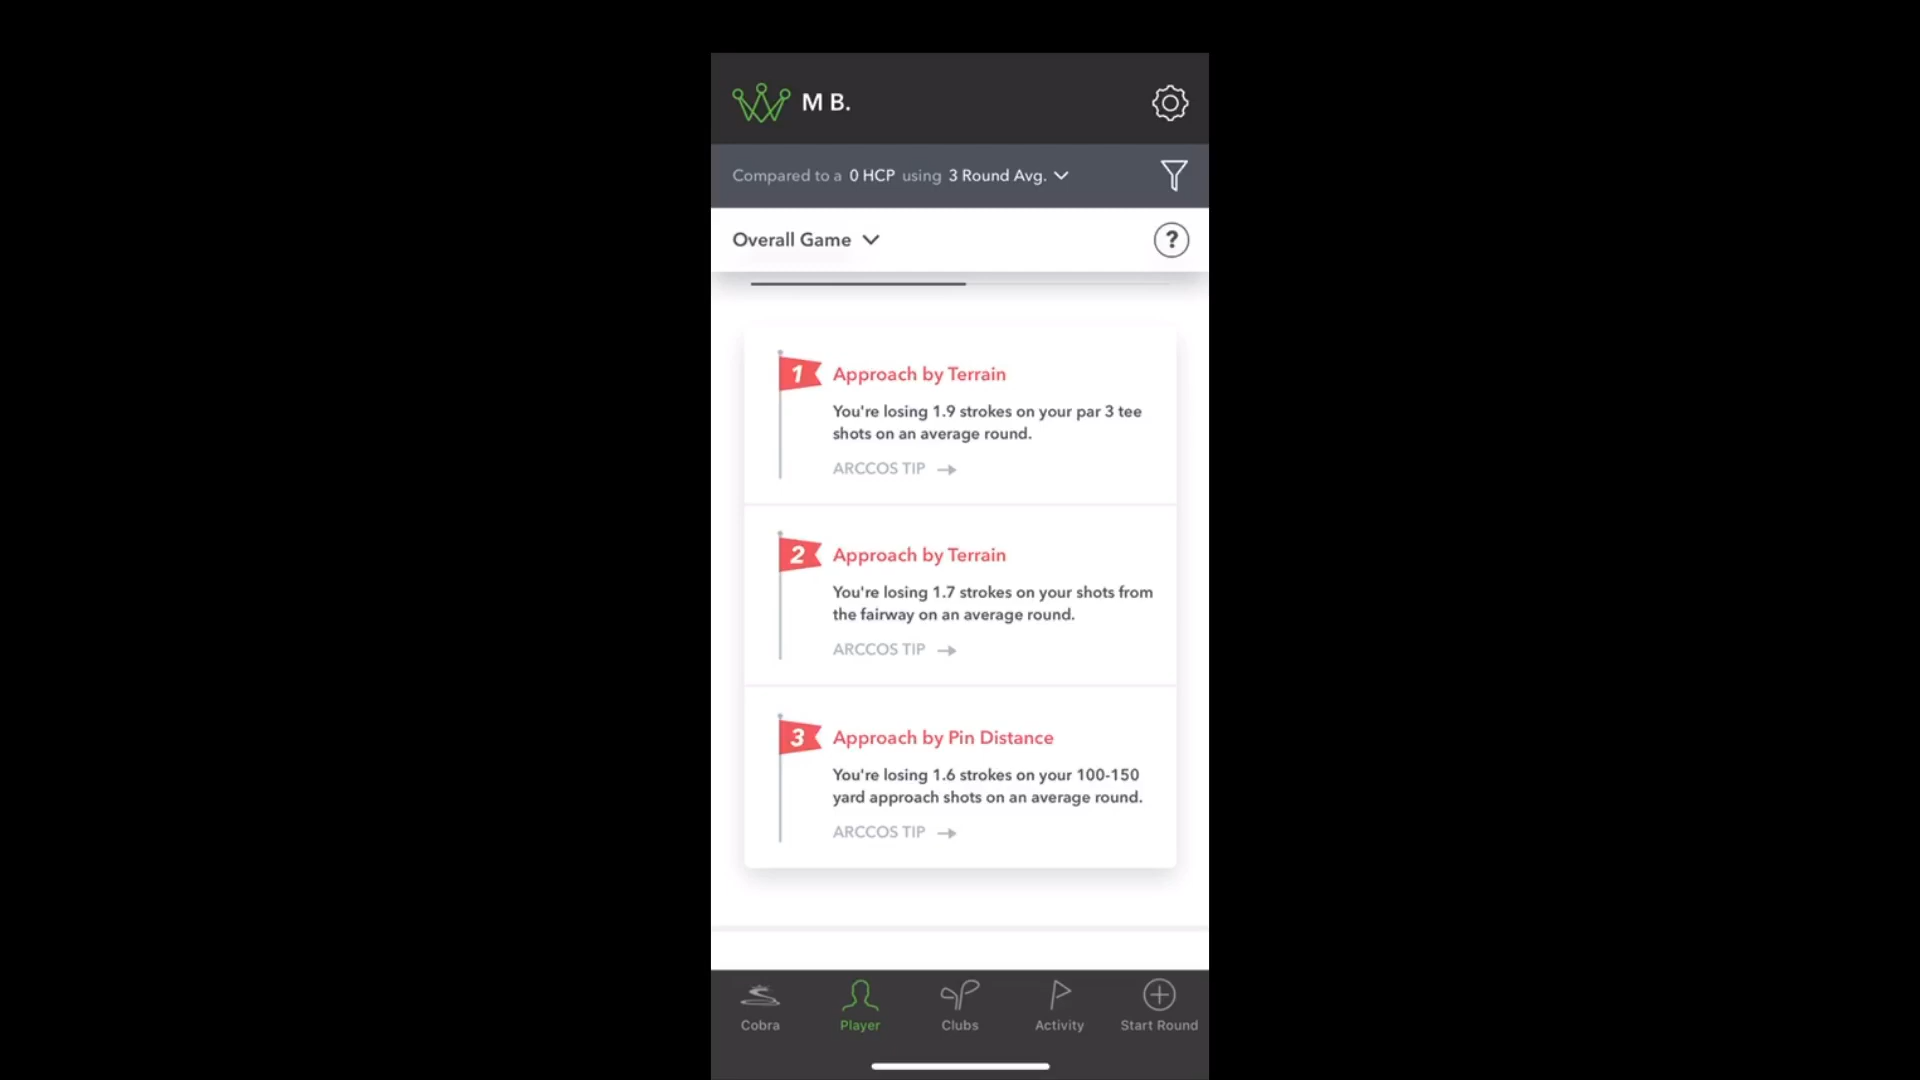 M B.
Compared to a 0 HCP using 3 Round Avg.
Overall Game
?
1 Approach by Terrain
You're losing 1.9 strokes on your par 3 tee
shots on an average round.
ARCCOS TIP →
2 Approach by Terrain
You're losing 1.7 strokes on your shots from
the fairway on an average round.
ARCCOS TIP →
3 Approach by Pin Distance
You're losing 1.6 strokes on your 100-150
yard approach shots on an average round.
ARCCOS TIP →
Cobra Player Clubs Activity Start Round